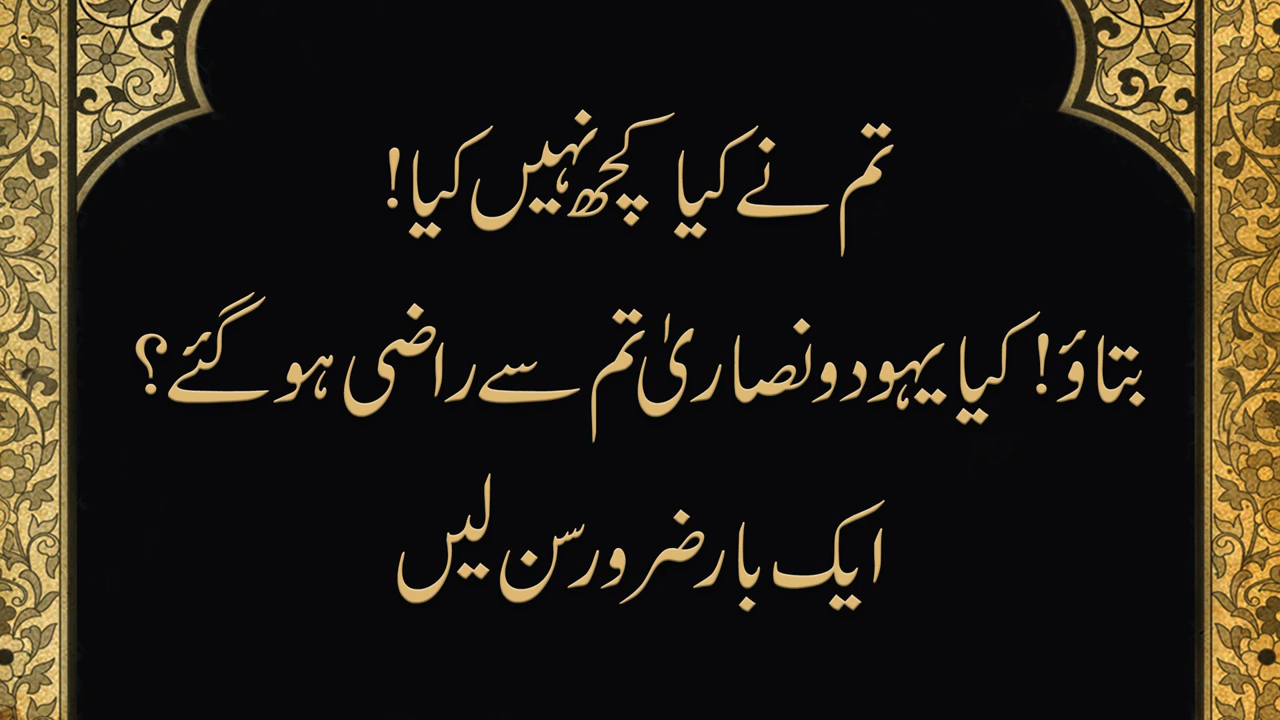 تم نے کیا کچھ نہیں کیا!
بتاؤ! کیا یہود و نصاریٰ تم سے راضی ہو گئے؟
ایک بار ضرور سن لیں